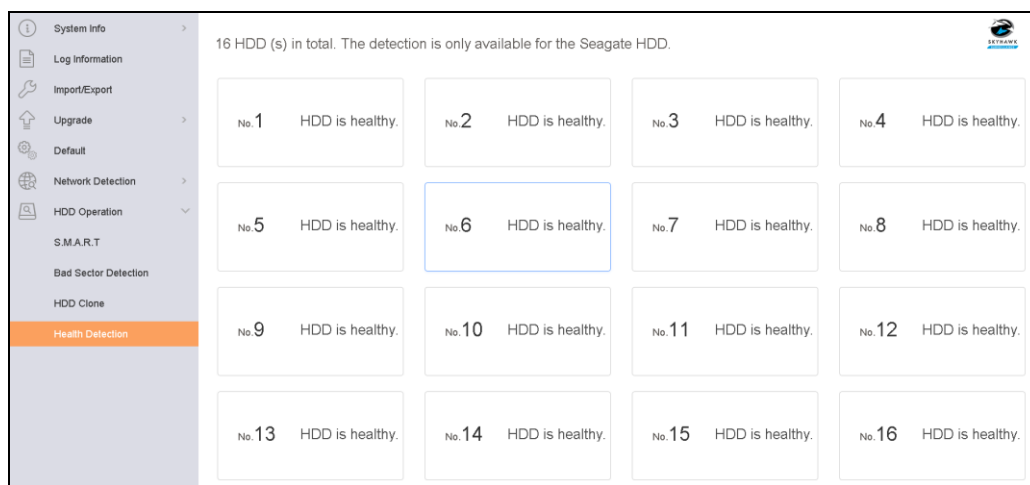 System Info
Log Information
Import/Export
Upgrade
Default
Network Detection
HDD Operation
S.M.A.R.T
Bad Sector Detection
HDD Clone
Health Detection
16 HDD (s) in total. The detection is only available for the Seagate HDD.
SKYHAWK
No.1 HDD is healthy. No.2 HDD is healthy. No.3 HDD is healthy. No.4 HDD is healthy.
No.5 HDD is healthy. No.6 HDD is healthy. No.7 HDD is healthy. No.8 HDD is healthy.
No.9 HDD is healthy. No.10 HDD is healthy. No.11 HDD is healthy. No.12 HDD is healthy.
No.13 HDD is healthy. No.14 HDD is healthy. No.15 HDD is healthy. No.16 HDD is healthy.